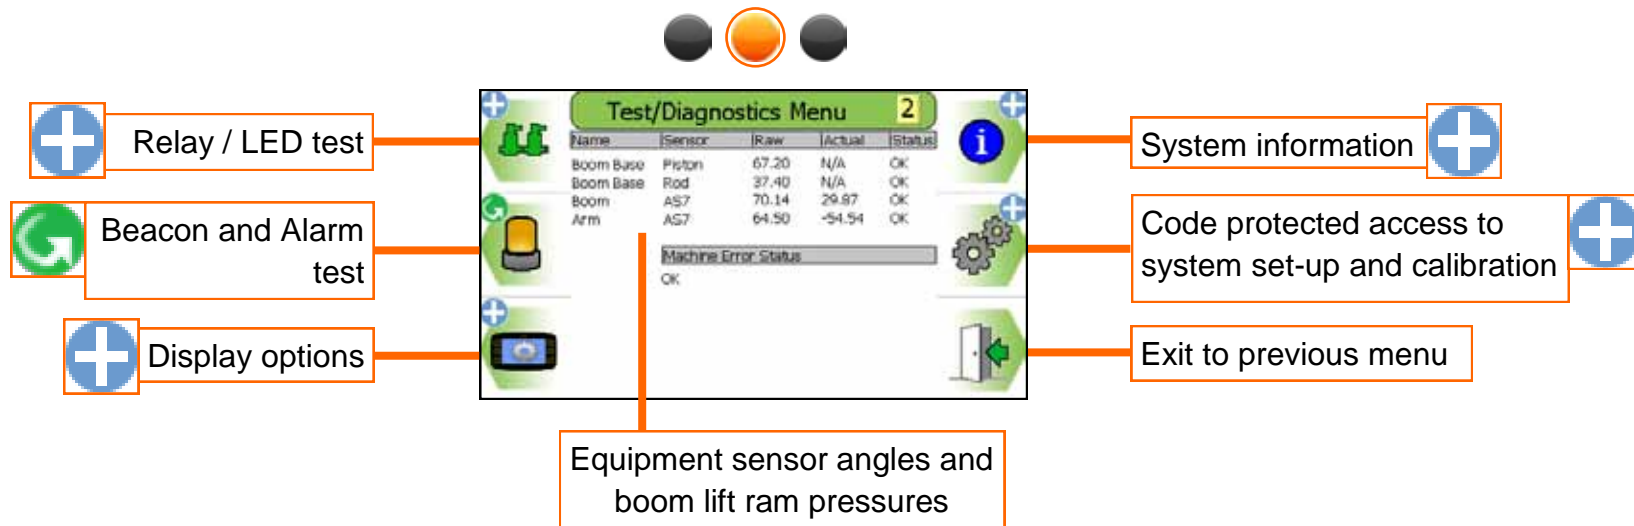 Test/Diagnostics Menu 2
Name Sensor Raw Actual Status
Boom Base Piston 67.20 N/A OK
Boom Base Rod 37.40 N/A OK
Boom AS7 70.14 29.87 OK
Arm AS7 64.50 -54.54 OK
Machine Error Status
OK
Relay / LED test
Beacon and Alarm
test
Display options
System information
Code protected access to
system set-up and calibration
Exit to previous menu
Equipment sensor angles and
boom lift ram pressures